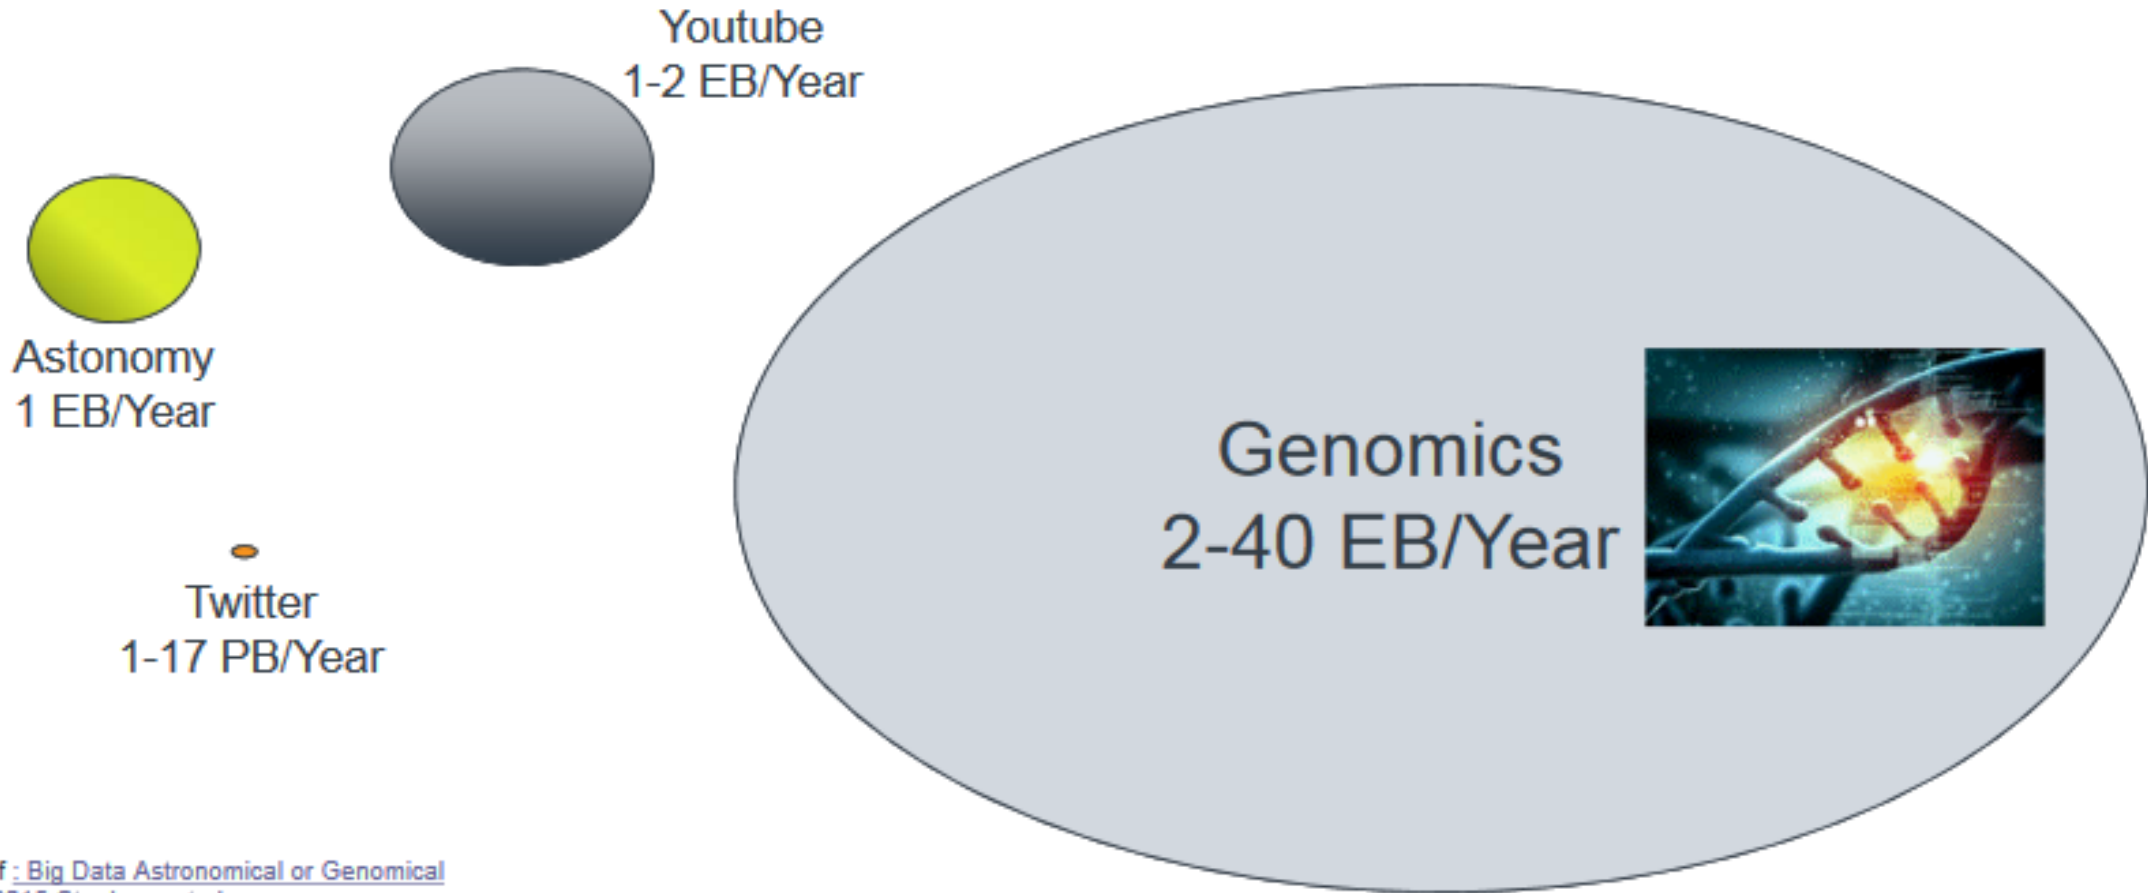 Youtube
1-2 EB/Year
Astonomy
1 EB/Year
Genomics
2-40 EB/Year
Twitter
1-17 PB/Year
f : Big Data Astronomical or Genomical